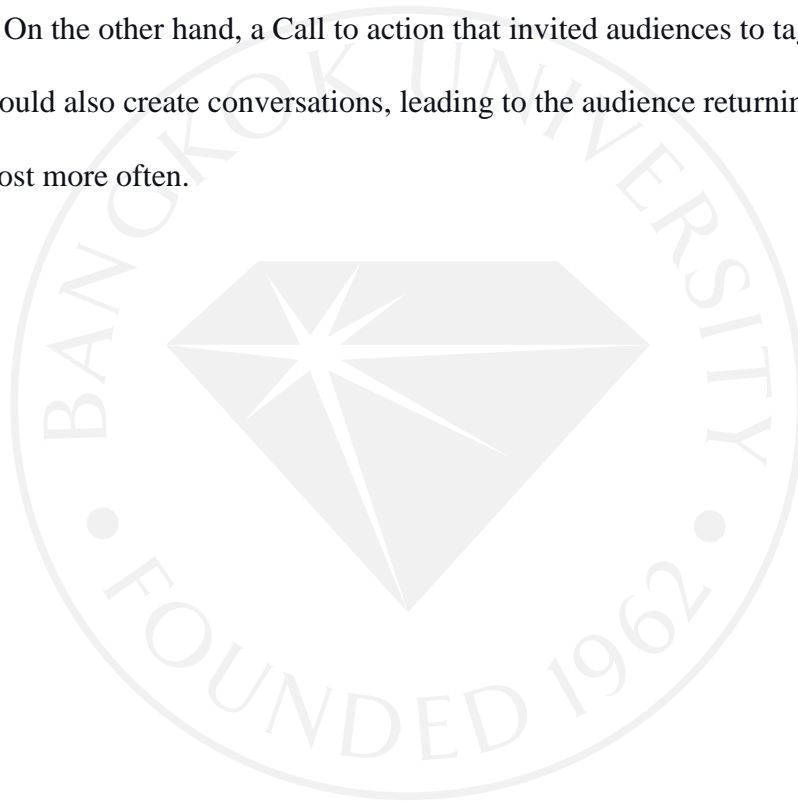 On the other hand, a Call to action that invited audiences to
also create conversations, leading to the audience
more often.
BANGKOK UNIVERSITY
FOUNDED 1962